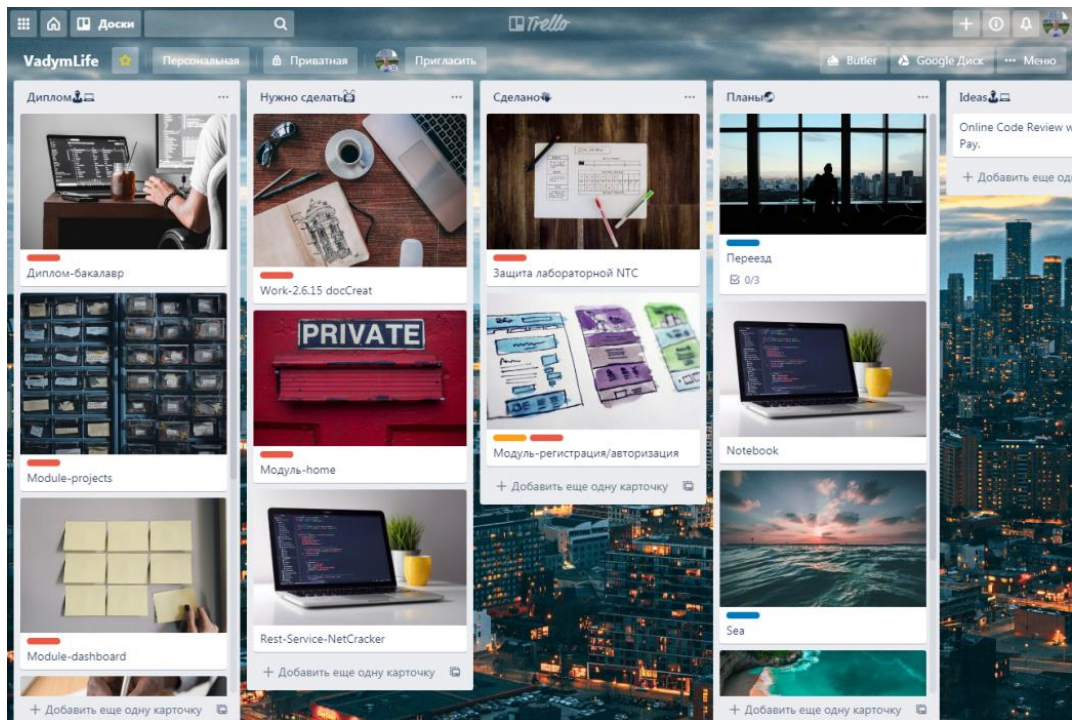 Доски
Trello
VadymLife
Персональная
Приватная
Пригласить
Butler
Google Диск
Меню
Диплом
Диплом-бакалавр
Module-projects
Module-dashboard
+ Добавить еще одну карточку
Нужно сделать
Work-2.6.15 docCreat
PRIVATE
Модуль-home
Rest-Service-NetCracker
+ Добавить еще одну карточку
Сделано
Защита лабораторной NTC
Модуль-регистрация/авторизация
+ Добавить еще одну карточку
Планы
Переезд
0/3
Notebook
Sea
+ Добавить еще одну карточку
Ideas
Online Code Review w
Pay.
+ Добавить еще од